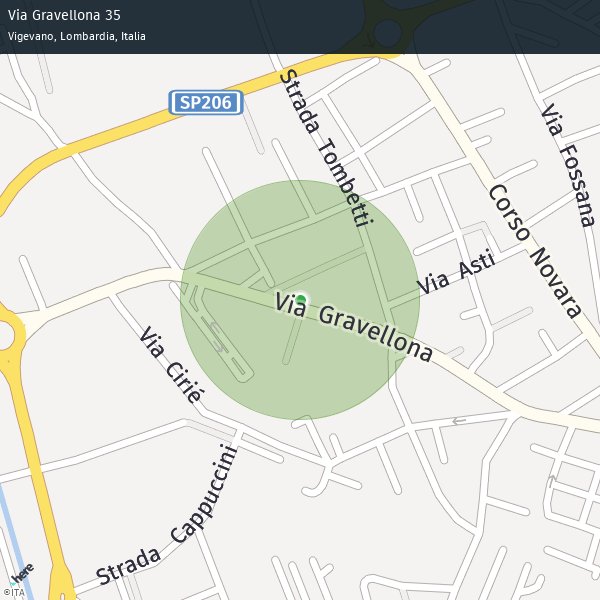 Via Gravellona 35
Vigevano, Lombardia, Italia
SP206
Strada Tombetti
Via Fossana
Corso Novara
Via Asti
Via Gravellona
Via Cirié
Strada Cappuccini
here
©ITA